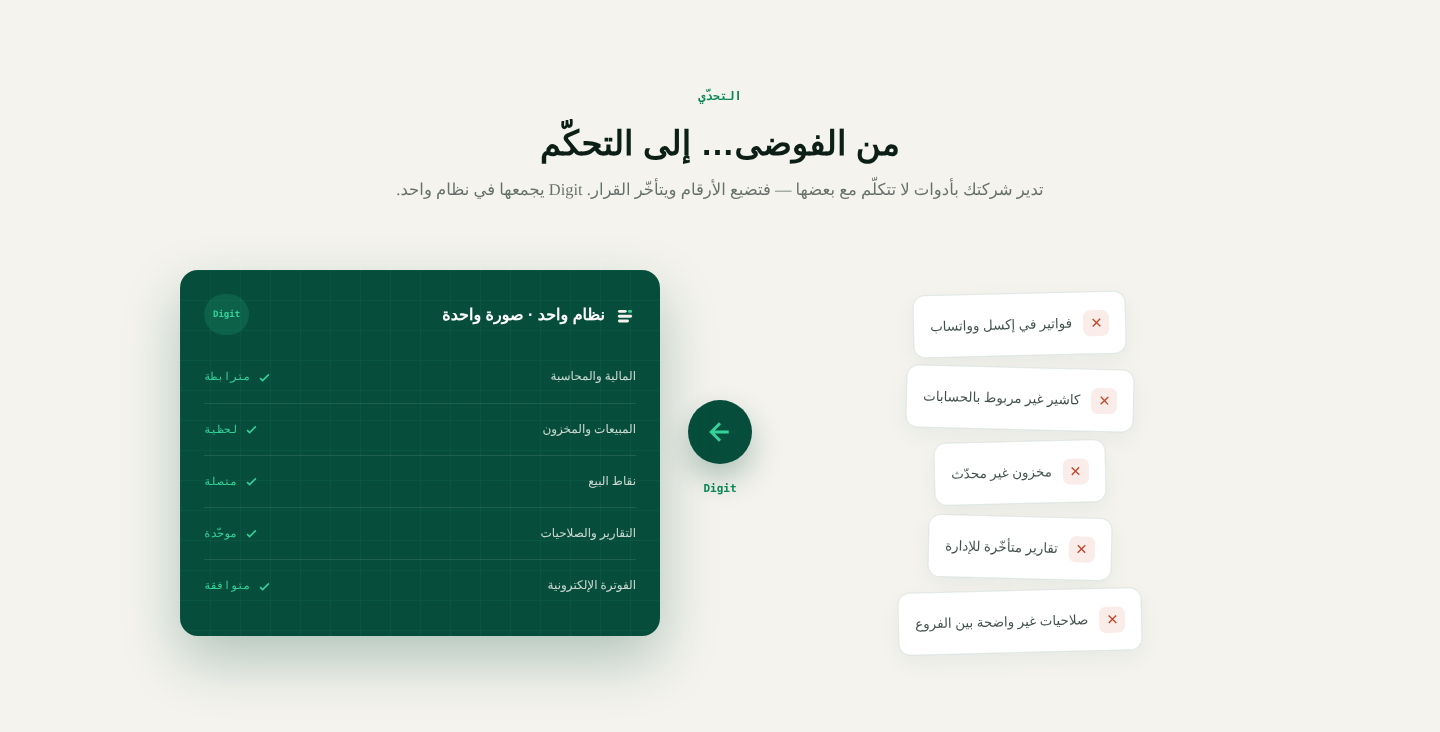 التحدّي
من الفوضى... إلى التحكّم
تدير شركتك بأدوات لا تتكلّم مع بعضها — فتضيع الأرقام ويتأخّر القرار. Digit يجمعها في نظام واحد.
فواتير في إكسل وواتساب
كاشير غير مربوط بالحسابات
مخزون غير محدّث
تقارير متأخّرة للإدارة
صلاحيات غير واضحة بين الفروع
Digit
نظام واحد · صورة واحدة
Digit
المالية والمحاسبة مترابطة
المبيعات والمخزون لحظية
نقاط البيع متصلة
التقارير والصلاحيات موحّدة
الفوترة الإلكترونية متوافقة